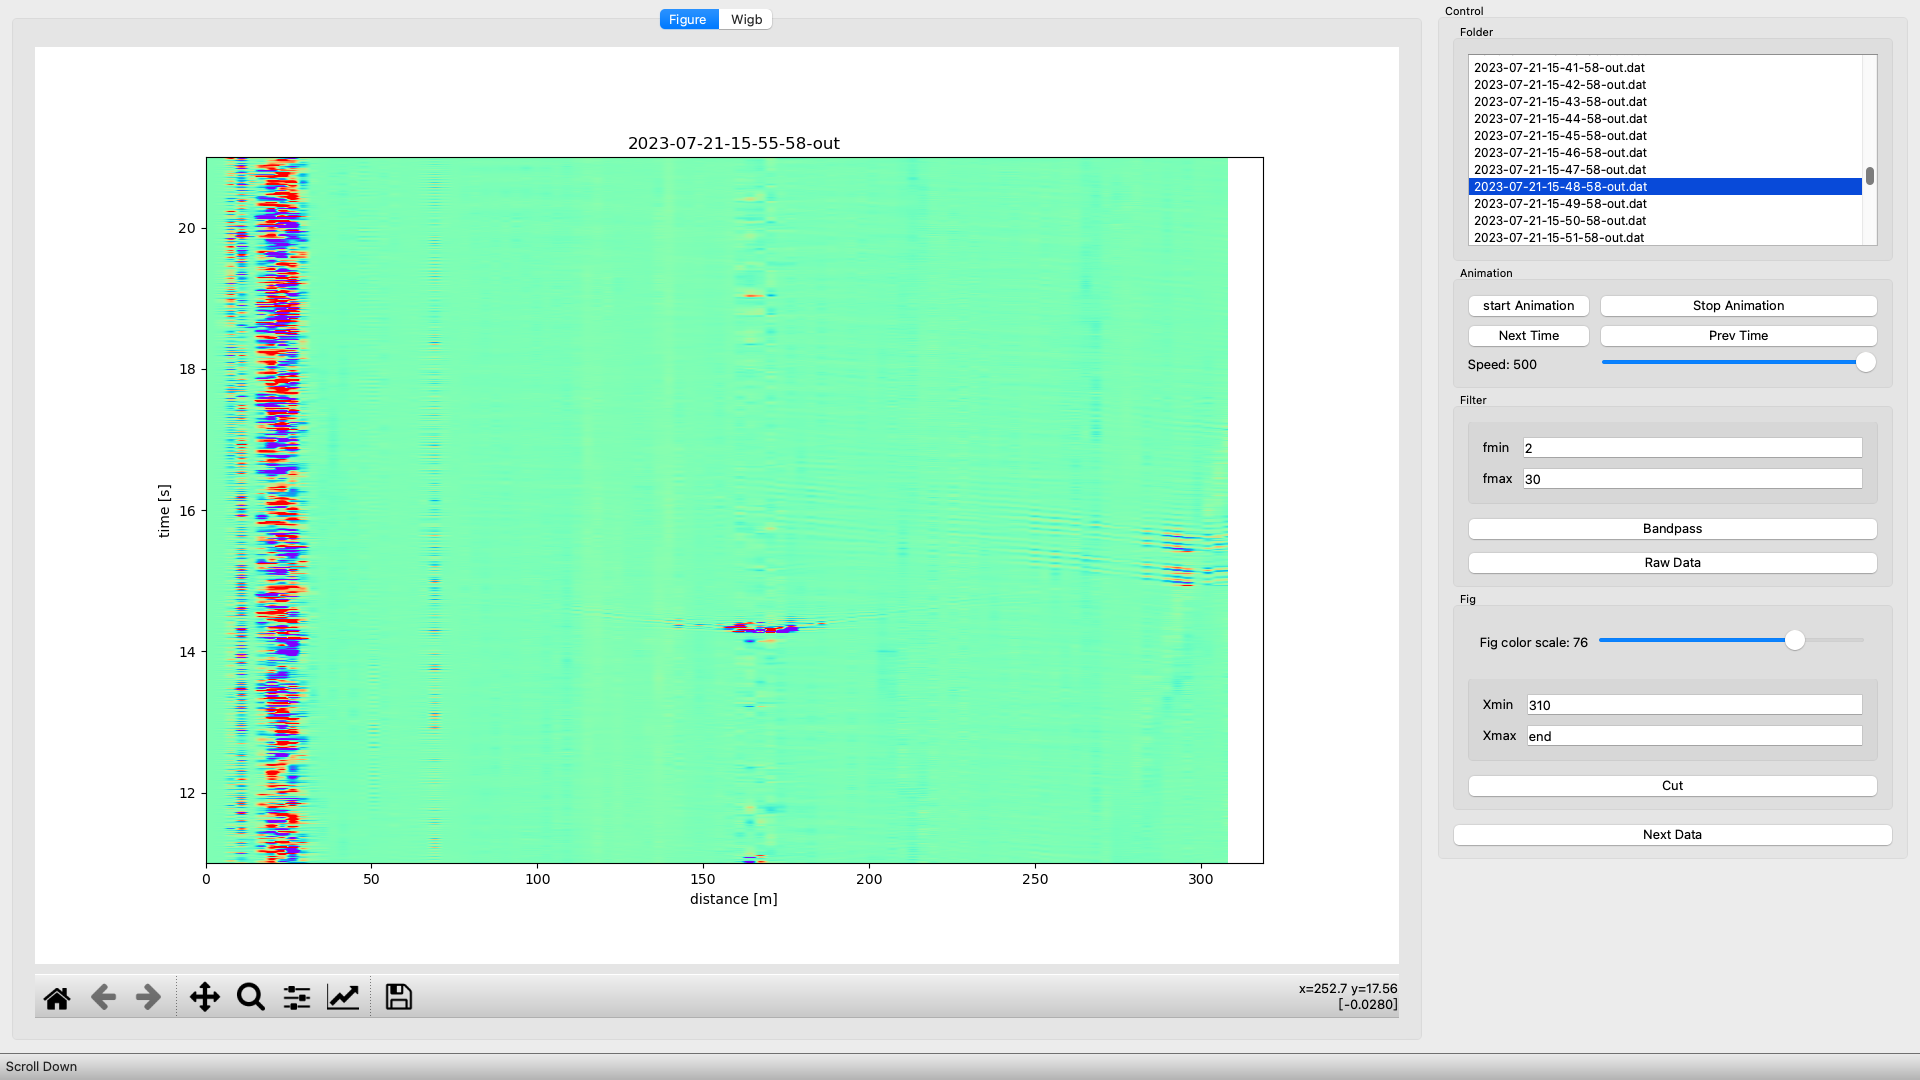 Figure
Wigb
2023-07-21-15-55-58-out
20
18
16
14
12
time [s]
0
50
100
150
200
250
300
distance [m]
x=252.7 y=17.56
[-0.0280]
Scroll Down
Control
Folder
2023-07-21-15-41-58-out.dat
2023-07-21-15-42-58-out.dat
2023-07-21-15-43-58-out.dat
2023-07-21-15-44-58-out.dat
2023-07-21-15-45-58-out.dat
2023-07-21-15-46-58-out.dat
2023-07-21-15-47-58-out.dat
2023-07-21-15-48-58-out.dat
2023-07-21-15-49-58-out.dat
2023-07-21-15-50-58-out.dat
2023-07-21-15-51-58-out.dat
Animation
start Animation
Stop Animation
Next Time
Prev Time
Speed: 500
Filter
fmin 2
fmax 30
Bandpass
Raw Data
Fig
Fig color scale: 76
Xmin 310
Xmax end
Cut
Next Data